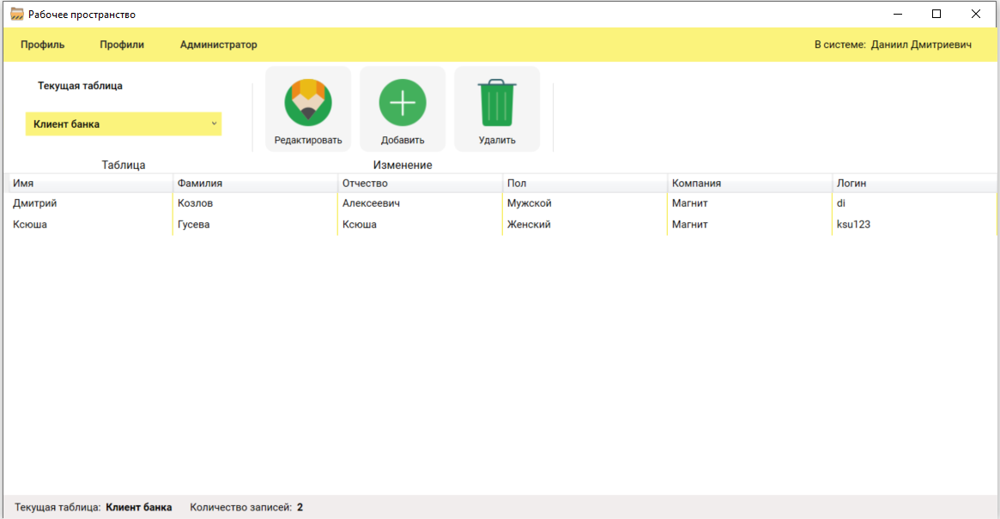 Рабочее пространство
Профиль Профили Администратор В системе: Даниил Дмитриевич
Текущая таблица
Клиент банка
Редактировать Добавить Удалить
Таблица Изменение
Имя Фамилия Отчество Пол Компания Логин
Дмитрий Козлов Алексеевич Мужской Магнит di
Ксюша Гусева Ксюша Женский Магнит ksu123
Текущая таблица: Клиент банка Количество записей: 2